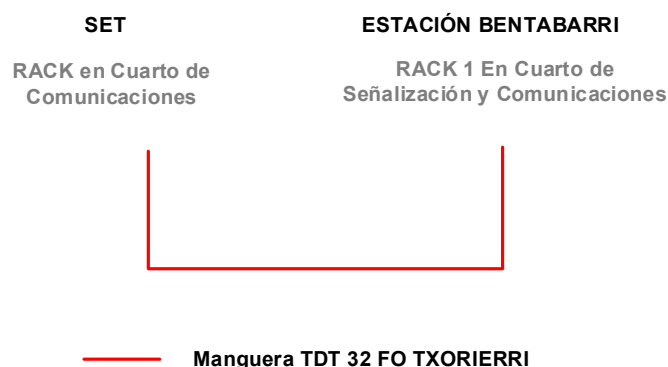 SET
RACK en Cuarto de
Comunicaciones
ESTACIÓN BENTABARRI
RACK 1 En Cuarto de
Señalización y Comunicaciones
Manguera TDT 32 FO TXORIERRI